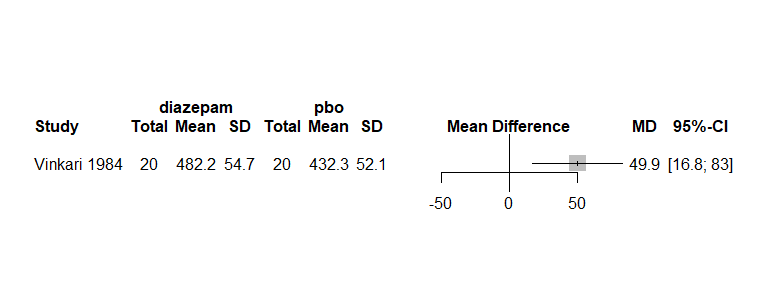 diazepam pbo
Study Total Mean SD Total Mean SD Mean Difference MD 95%-CI
Vinkari 1984 20 482.2 54.7 20 432.3 52.1 49.9 [16.8; 83]
-50 0 50